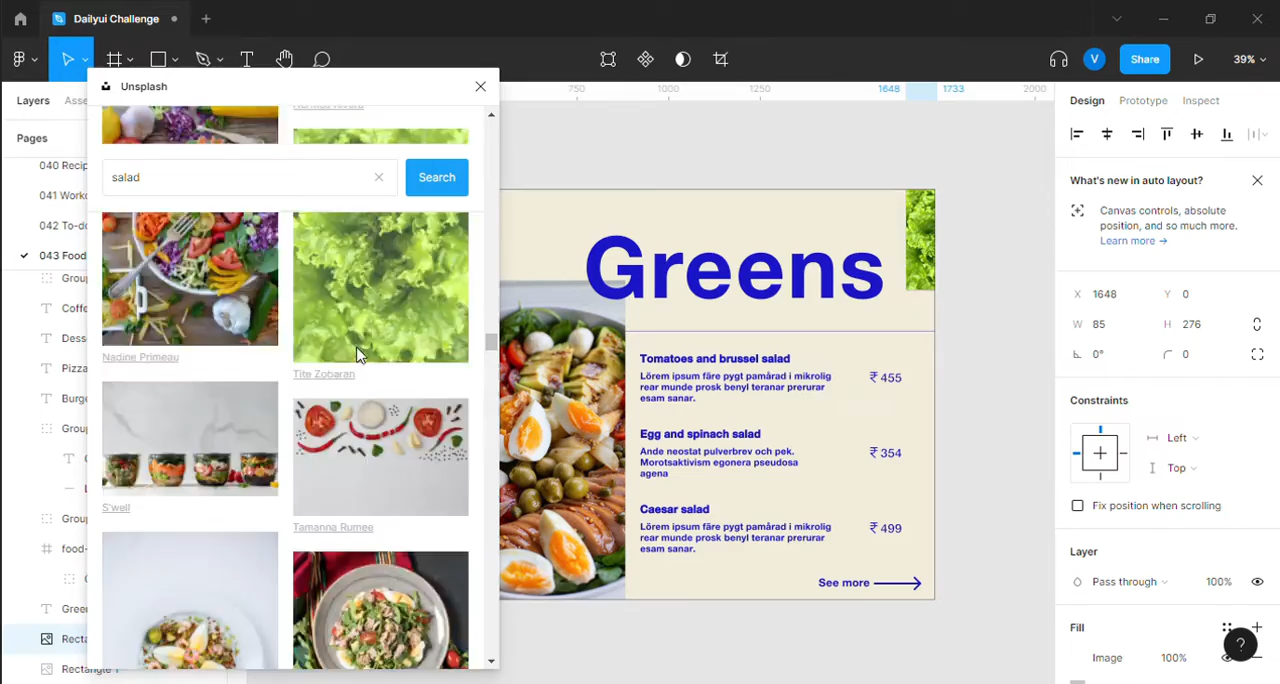 Dailyui Challenge
V
Share
39%
Unsplash
Layers
Pages
040 Recip
041 Worko
042 To-do
043 Food
Group
Coffe
Desse
Pizza
Burge
Group
food-
Greer
Recta
Rectangle 1
salad
Search
Nadine Primeau
Tite Zobaran
S'well
Tamanna Rumee
750
1000
1250
1648
1733
2000
Greens
Tomatoes and brussel salad
Lörem ipsum färe pygt pamårad i mikrolig
rear munde prosk benyl teranar prerurar
esam sanar.
₹ 455
Egg and spinach salad
Ande neostat pulverbrev och pek.
Morotsaktivism egonera pseudosa
agena
₹ 354
Caesar salad
Lörem ipsum färe pygt pamårad i mikrolig
rear munde prosk benyl teranar prerurar
esam sanar.
₹ 499
See more
Design
Prototype
Inspect
What's new in auto layout?
Canvas controls, absolute
position, and so much more.
Learn more →
X 1648
Y 0
W 85
H 276
0°
0
Constraints
Left
Top
Fix position when scrolling
Layer
Pass through
100%
Fill
Image
100%
?